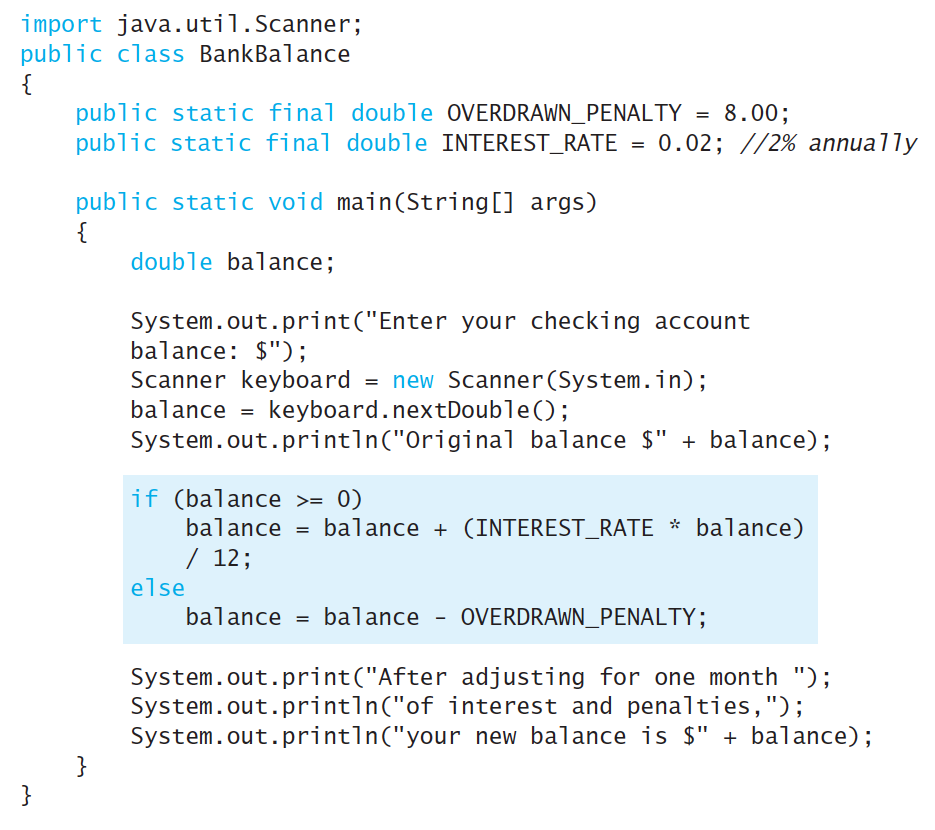 import java.util.Scanner;
public class BankBalance
{
    public static final double OVERDRAWN_PENALTY = 8.00;
    public static final double INTEREST_RATE = 0.02; //2% annually

    public static void main(String[] args)
    {
        double balance;

        System.out.print("Enter your checking account
        balance: $");
        Scanner keyboard = new Scanner(System.in);
        balance = keyboard.nextDouble();
        System.out.println("Original balance $" + balance);

        if (balance >= 0)
            balance = balance + (INTEREST_RATE * balance)
            / 12;
        else
            balance = balance – OVERDRAWN_PENALTY;

        System.out.print("After adjusting for one month ");
        System.out.println("of interest and penalties,");
        System.out.println("your new balance is $" + balance);
    }
}